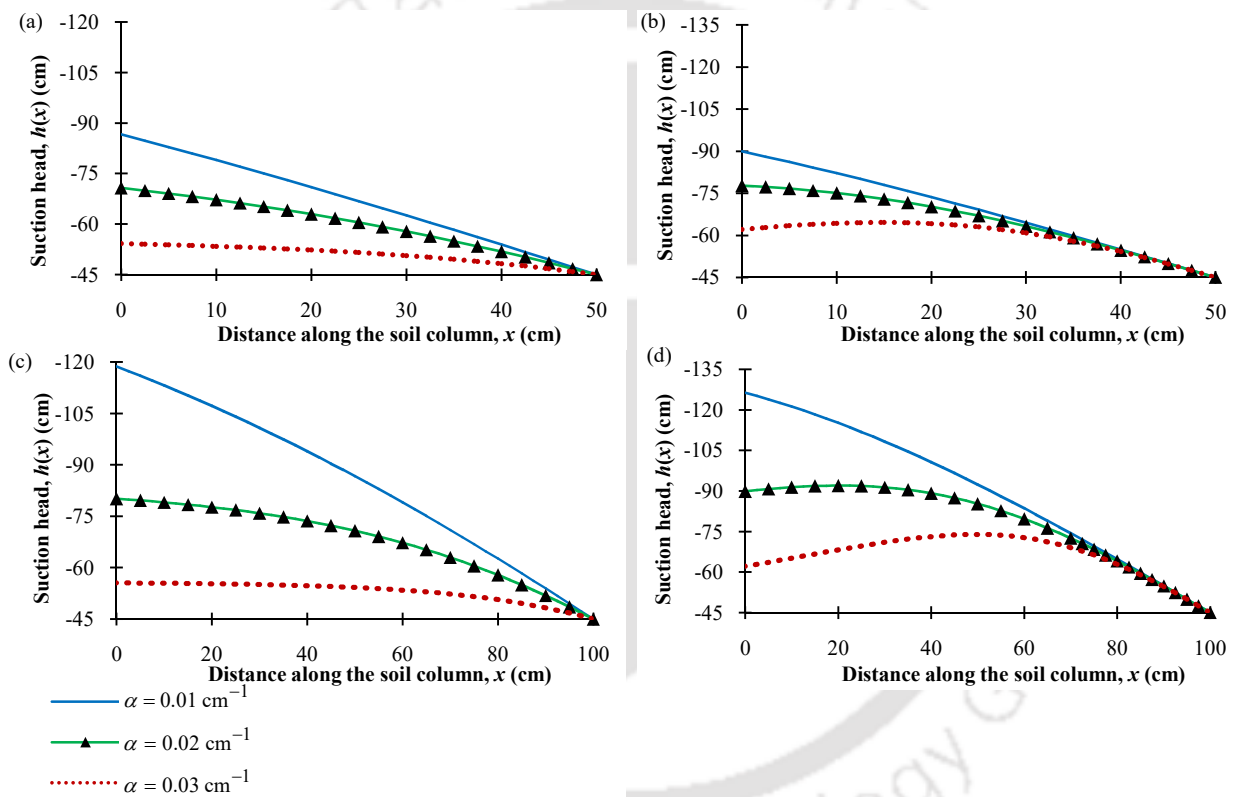 (a)
-120
-105
-90
-75
-60
-45
Suction head, h(x) (cm)
0 10 20 30 40 50
Distance along the soil column, x (cm)
(b)
-135
-120
-105
-90
-75
-60
-45
Suction head, h(x) (cm)
0 10 20 30 40 50
Distance along the soil column, x (cm)
(c)
-120
-105
-90
-75
-60
-45
Suction head, h(x) (cm)
0 20 40 60 80 100
Distance along the soil column, x (cm)
(d)
-135
-120
-105
-90
-75
-60
-45
Suction head, h(x) (cm)
0 20 40 60 80 100
Distance along the soil column, x (cm)
α = 0.01 cm⁻¹
α = 0.02 cm⁻¹
α = 0.03 cm⁻¹